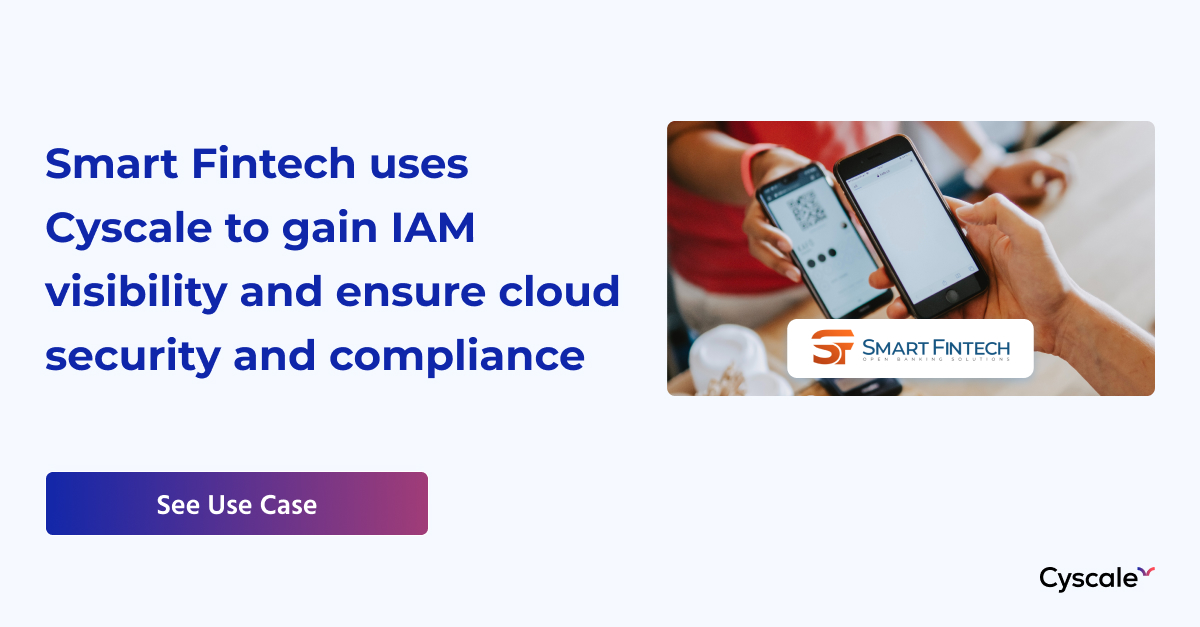 Smart Fintech uses
Cyscale to gain IAM
visibility and ensure cloud
security and compliance
ST SMART FINTECH
OPEN BANKING SOLUTIONS
See Use Case
Cyscale